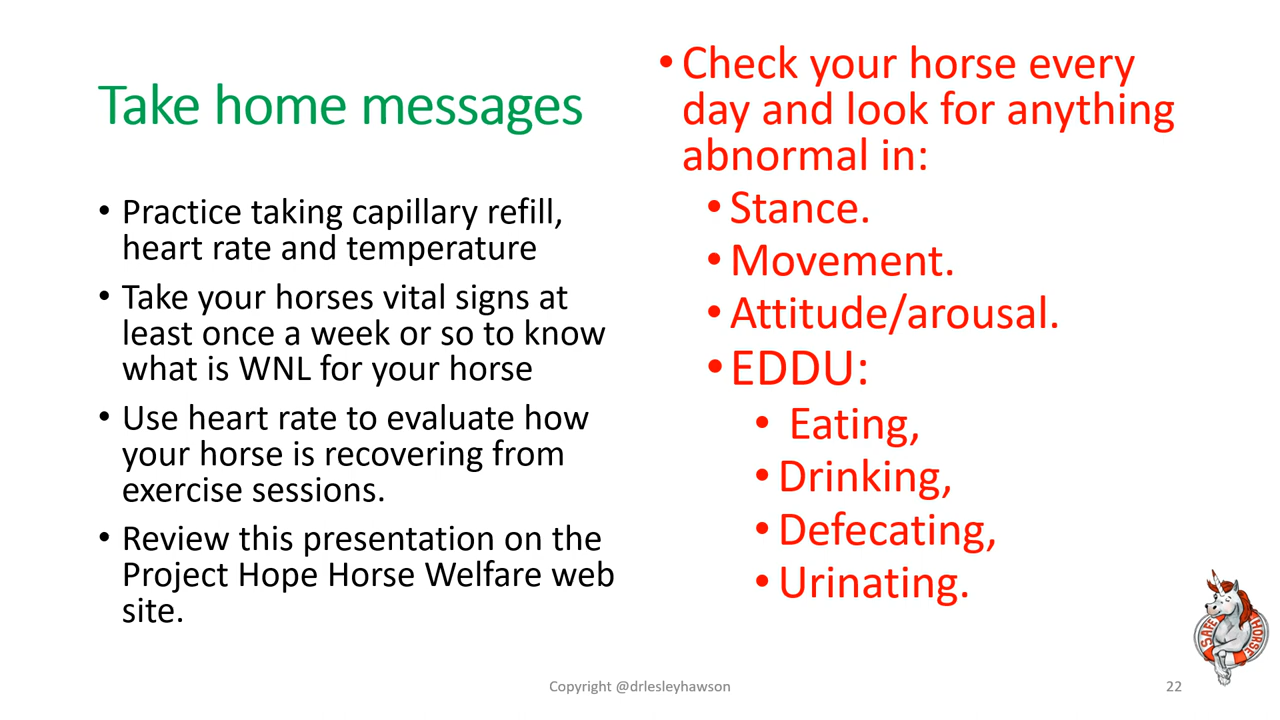 Take home messages
• Practice taking capillary refill,
heart rate and temperature
• Take your horses vital signs at
least once a week or so to know
what is WNL for your horse
• Use heart rate to evaluate how
your horse is recovering from
exercise sessions.
• Review this presentation on the
Project Hope Horse Welfare web
site.
• Check your horse every
day and look for anything
abnormal in:
• Stance.
• Movement.
• Attitude/arousal.
• EDDU:
• Eating,
• Drinking,
• Defecating,
• Urinating.
SAFE HORSE
Copyright @drlesleyhawson
22